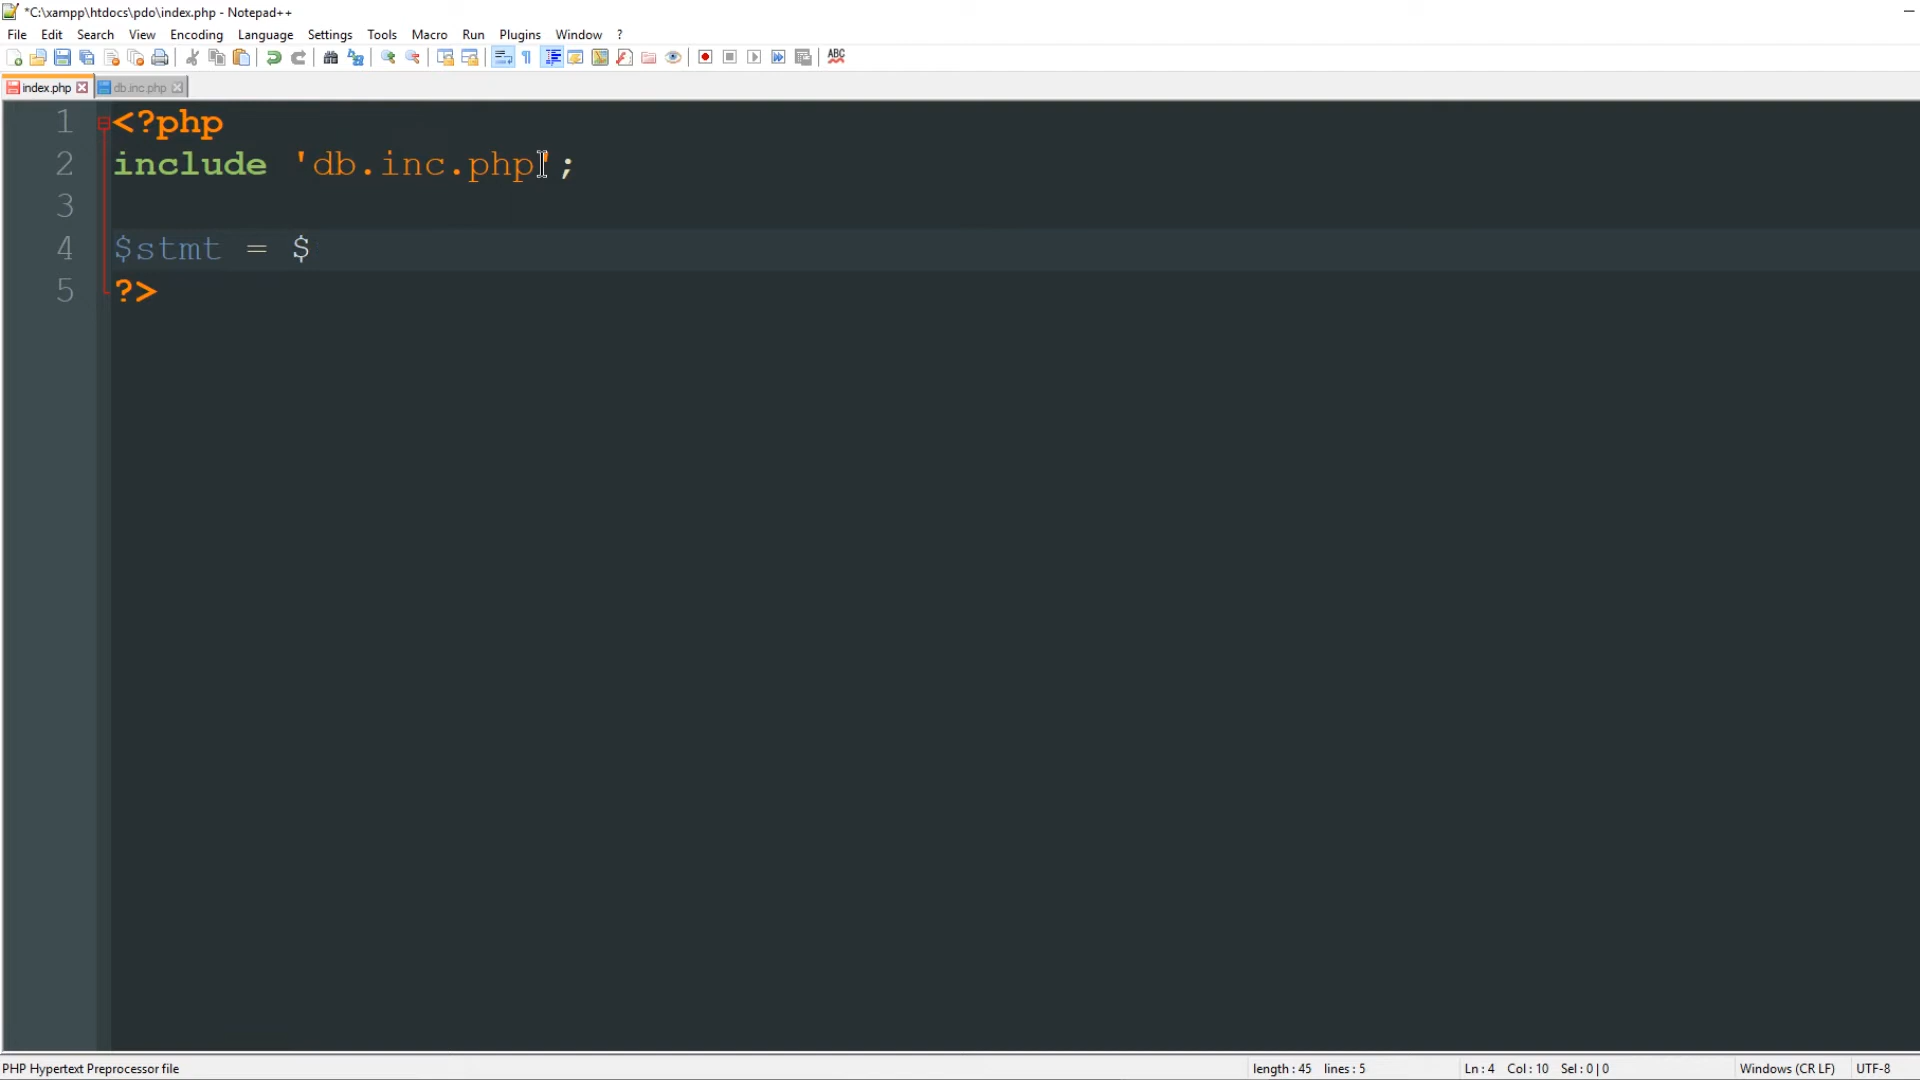 *C:\xampp\htdocs\pdo\index.php - Notepad++
File Edit Search View Encoding Language Settings Tools Macro Run Plugins Window ?
ABC
index.php db.inc.php
1 <?php
2 include 'db.inc.php';
3
4 $stmt = $
5 ?>
PHP Hypertext Preprocessor file length : 45 lines : 5 Ln : 4 Col : 10 Sel : 0 | 0 Windows (CR LF) UTF-8